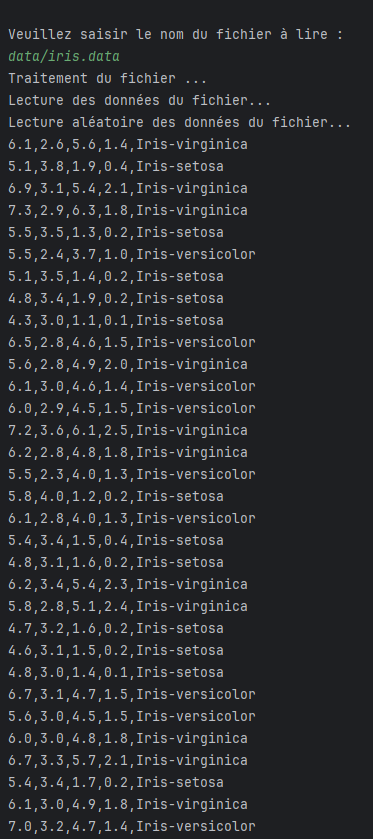 Veuillez saisir le nom du fichier à lire :
data/iris.data
Traitement du fichier ...
Lecture des données du fichier...
Lecture aléatoire des données du fichier...
6.1,2.6,5.6,1.4,Iris-virginica
5.1,3.8,1.9,0.4,Iris-setosa
6.9,3.1,5.4,2.1,Iris-virginica
7.3,2.9,6.3,1.8,Iris-virginica
5.5,3.5,1.3,0.2,Iris-setosa
5.5,2.4,3.7,1.0,Iris-versicolor
5.1,3.5,1.4,0.2,Iris-setosa
4.8,3.4,1.9,0.2,Iris-setosa
4.3,3.0,1.1,0.1,Iris-setosa
6.5,2.8,4.6,1.5,Iris-versicolor
5.6,2.8,4.9,2.0,Iris-virginica
6.1,3.0,4.6,1.4,Iris-versicolor
6.0,2.9,4.5,1.5,Iris-versicolor
7.2,3.6,6.1,2.5,Iris-virginica
6.2,2.8,4.8,1.8,Iris-virginica
5.5,2.3,4.0,1.3,Iris-versicolor
5.8,4.0,1.2,0.2,Iris-setosa
6.1,2.8,4.0,1.3,Iris-versicolor
5.4,3.4,1.5,0.4,Iris-setosa
4.8,3.1,1.6,0.2,Iris-setosa
6.2,3.4,5.4,2.3,Iris-virginica
5.8,2.8,5.1,2.4,Iris-virginica
4.7,3.2,1.6,0.2,Iris-setosa
4.6,3.1,1.5,0.2,Iris-setosa
4.8,3.0,1.4,0.1,Iris-setosa
6.7,3.1,4.7,1.5,Iris-versicolor
5.6,3.0,4.5,1.5,Iris-versicolor
6.0,3.0,4.8,1.8,Iris-virginica
6.7,3.3,5.7,2.1,Iris-virginica
5.4,3.4,1.7,0.2,Iris-setosa
6.1,3.0,4.9,1.8,Iris-virginica
7.0,3.2,4.7,1.4,Iris-versicolor